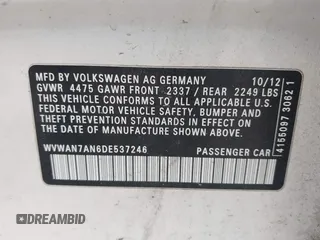 MFD BY VOLKSWAGEN AG GERMANY 10/12
GVWR 4475 GAWR FRONT 2337 / REAR 2249 LBS
THIS VEHICLE CONFORMS TO ALL APPLICABLE U.S.
FEDERAL MOTOR VEHICLE SAFETY, BUMPER AND
THEFT PREVENTION STANDARDS IN EFFECT ON THE
DATE OF MANUFACTURE SHOWN ABOVE.
WVWAN7AN6DE537246 PASSENGER CAR
4156097 30621
DREAMBID